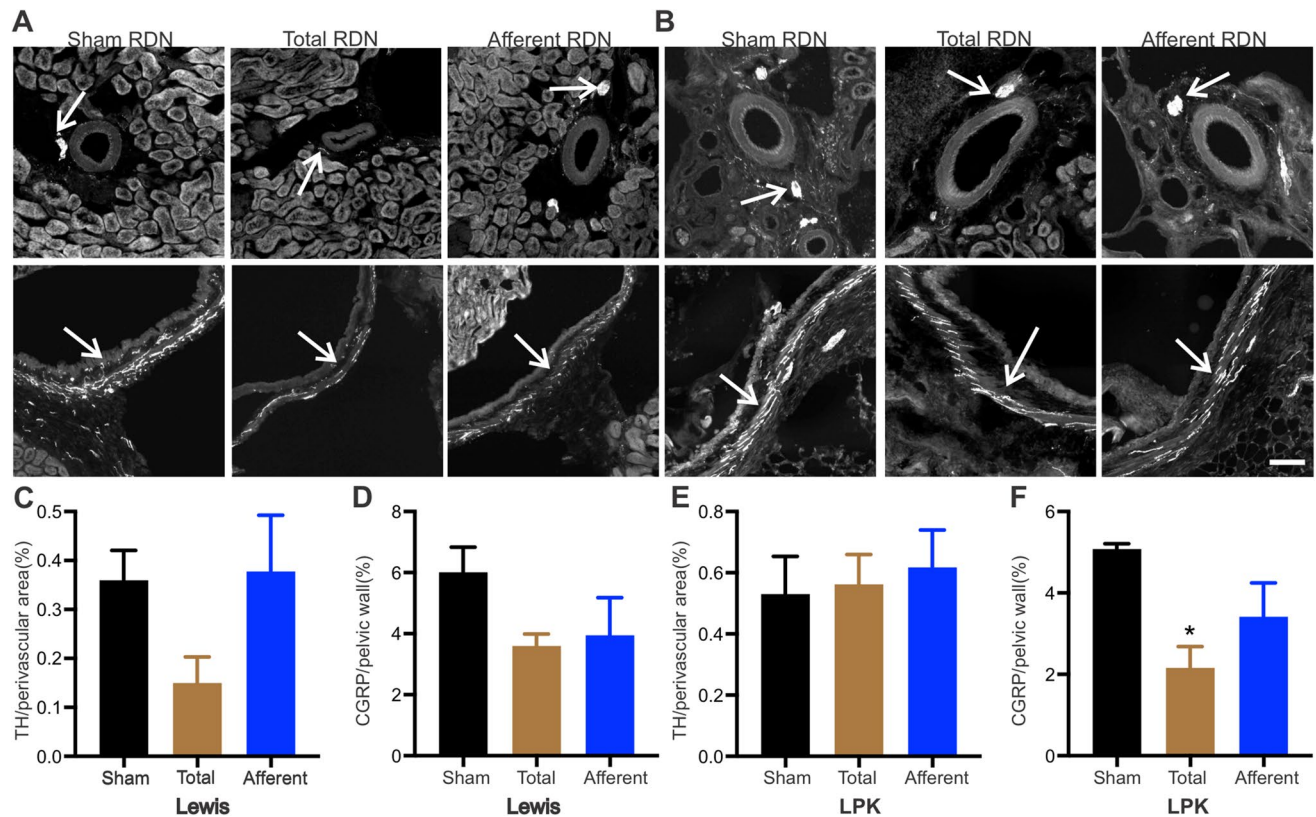 A
B
Sham RDN
Total RDN
Afferent RDN
Sham RDN
Total RDN
Afferent RDN
C
TH/perivascular area(%)
0.5
0.4
0.3
0.2
0.1
0.0
Sham
Total
Afferent
Lewis
D
CGRP/pelvic wall(%)
8
6
4
2
0
Sham
Total
Afferent
Lewis
E
TH/perivascular area(%)
0.8
0.6
0.4
0.2
0.0
Sham
Total
Afferent
LPK
F
CGRP/pelvic wall(%)
6
4
2
0
*
Sham
Total
Afferent
LPK